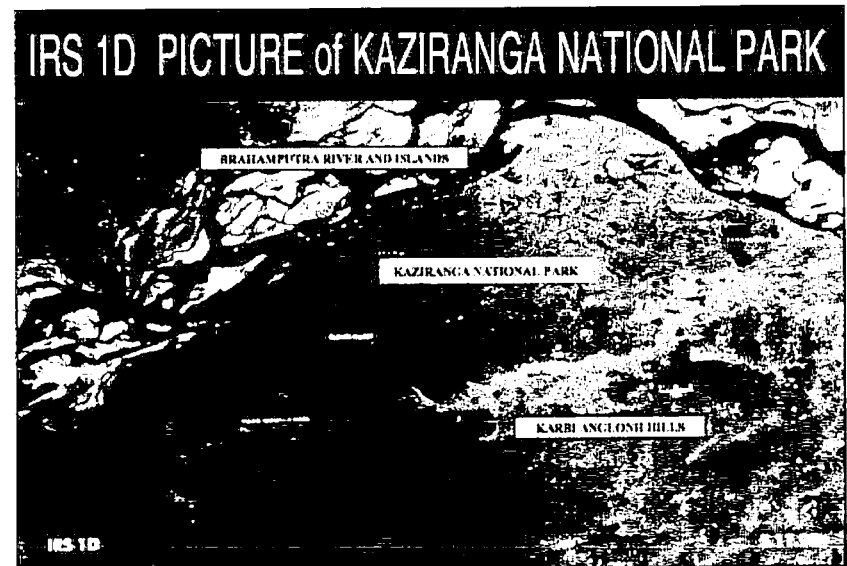 IRS 1D PICTURE of KAZIRANGA NATIONAL PARK
BRAHAMPUTRA RIVER AND ISLANDS
KAZIRANGA NATIONAL PARK
KARBI ANGLONH HILLS
IRS 1D